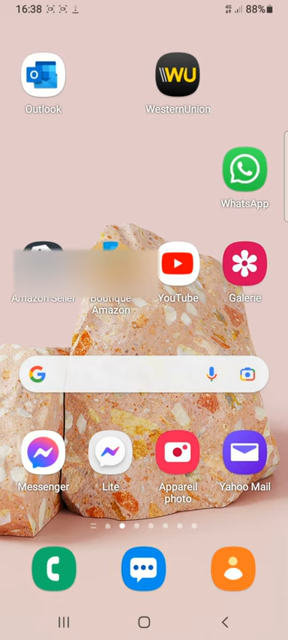 16:38
88%
Outlook
WU
WesternUnion
WhatsApp
Amazon Seller
Boutique
Amazon
YouTube
Galerie
Messenger
Lite
Appareil
photo
Yahoo Mail